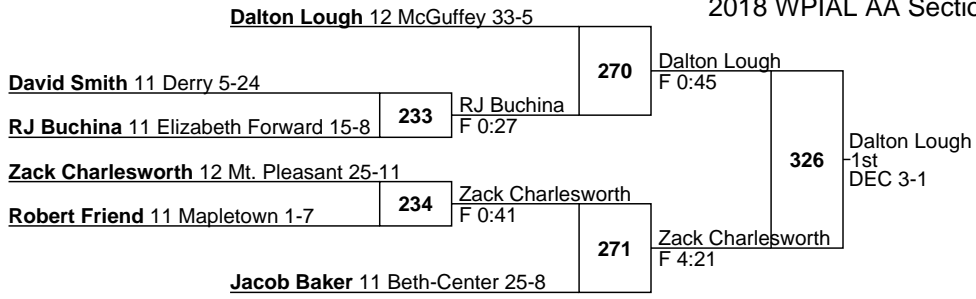 2018 WPIAL AA Sectio
Dalton Lough 12 McGuffey 33-5
270
Dalton Lough
F 0:45
David Smith 11 Derry 5-24
233
RJ Buchina
F 0:27
RJ Buchina 11 Elizabeth Forward 15-8
326
Dalton Lough
1st
DEC 3-1
Zack Charlesworth 12 Mt. Pleasant 25-11
234
Zack Charlesworth
F 0:41
Robert Friend 11 Mapletown 1-7
271
Zack Charlesworth
F 4:21
Jacob Baker 11 Beth-Center 25-8